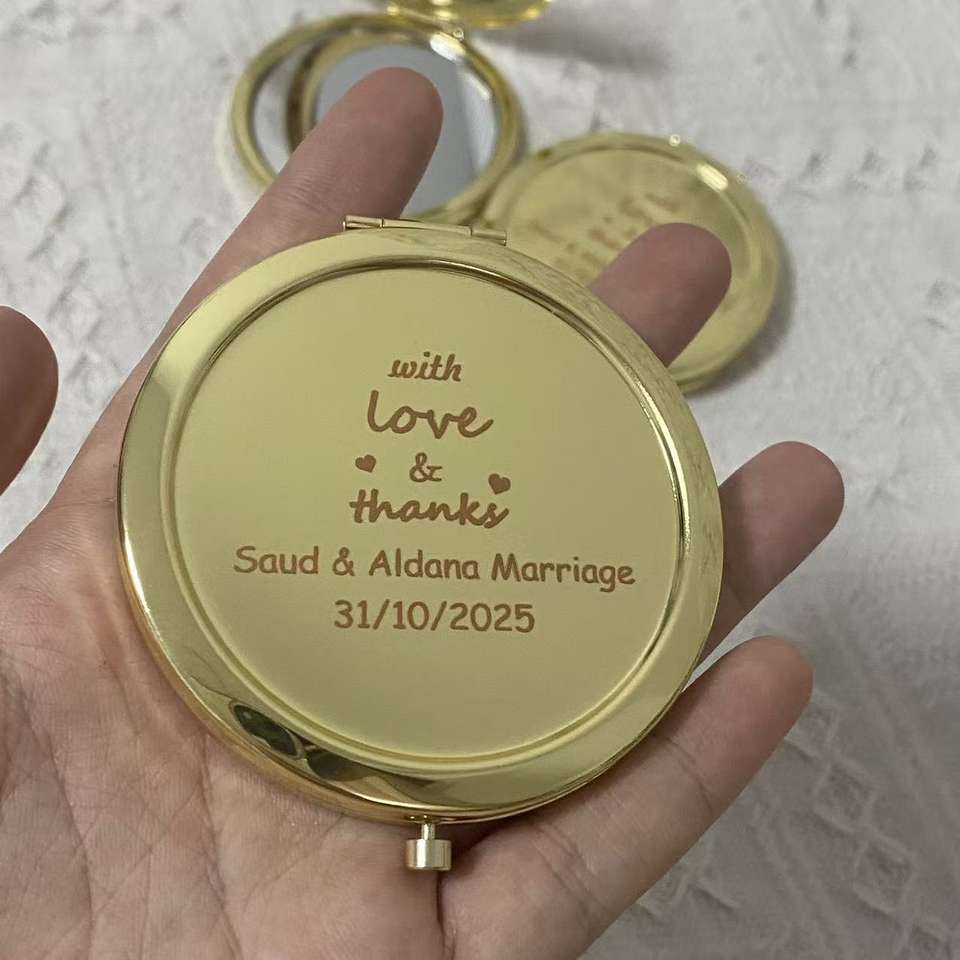 with
love
&
thanks
Saud & Aldana Marriage
31/10/2025